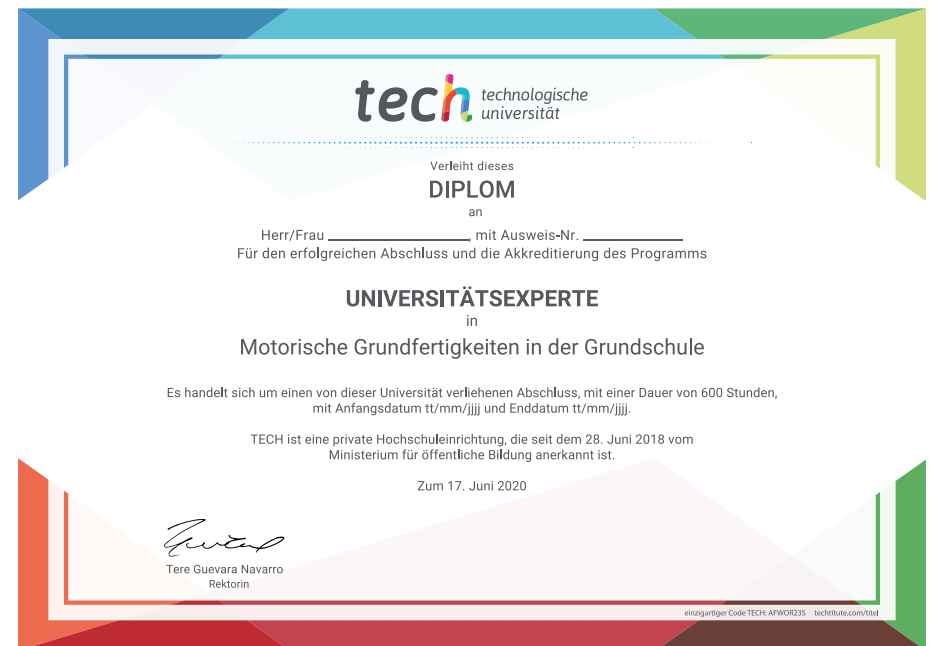 tech technologische
universität
Verleiht dieses
DIPLOM
an
Herr/Frau ____________, mit Ausweis-Nr. ____________
Für den erfolgreichen Abschluss und die Akkreditierung des Programms
UNIVERSITÄTSEXPERTE
in
Motorische Grundfertigkeiten in der Grundschule
Es handelt sich um einen von dieser Universität verliehenen Abschluss, mit einer Dauer von 600 Stunden,
mit Anfangsdatum tt/mm/jjjj und Enddatum tt/mm/jjjj.
TECH ist eine private Hochschuleinrichtung, die seit dem 28. Juni 2018 vom
Ministerium für öffentliche Bildung anerkannt ist.
Zum 17. Juni 2020
Tere Guevara Navarro
Rektorin
einzigartiger Code TECH: AFWOR23S techtitute.com/titel